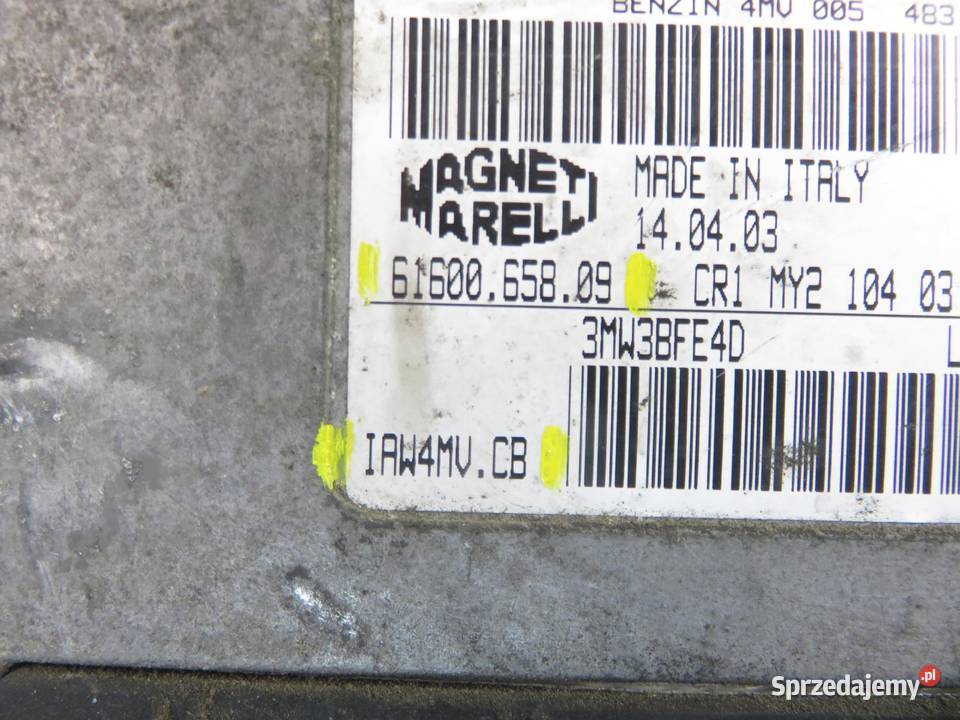 BENZIN 4MV 005 483
MAGNETI
MARELLI
MADE IN ITALY
14.04.03
61600.658.09 CR1 MY2 104 03
3MW3BFE4D L
IAW4MV.CB
Sprzedajemy.pl